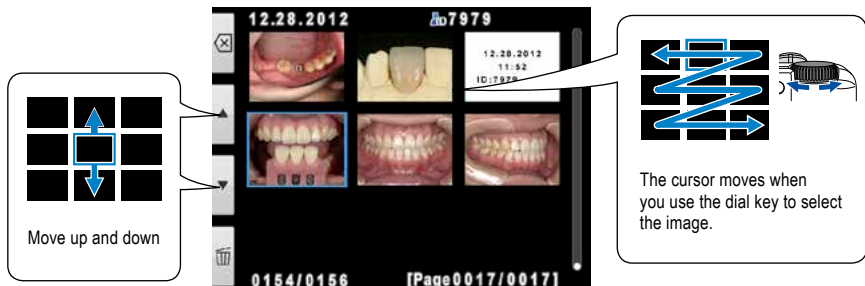 12.28.2012 ID7979
12.28.2012
11:52
ID:7979
Move up and down
The cursor moves when
you use the dial key to select
the image.
0154/0156 [Page0017/0017]